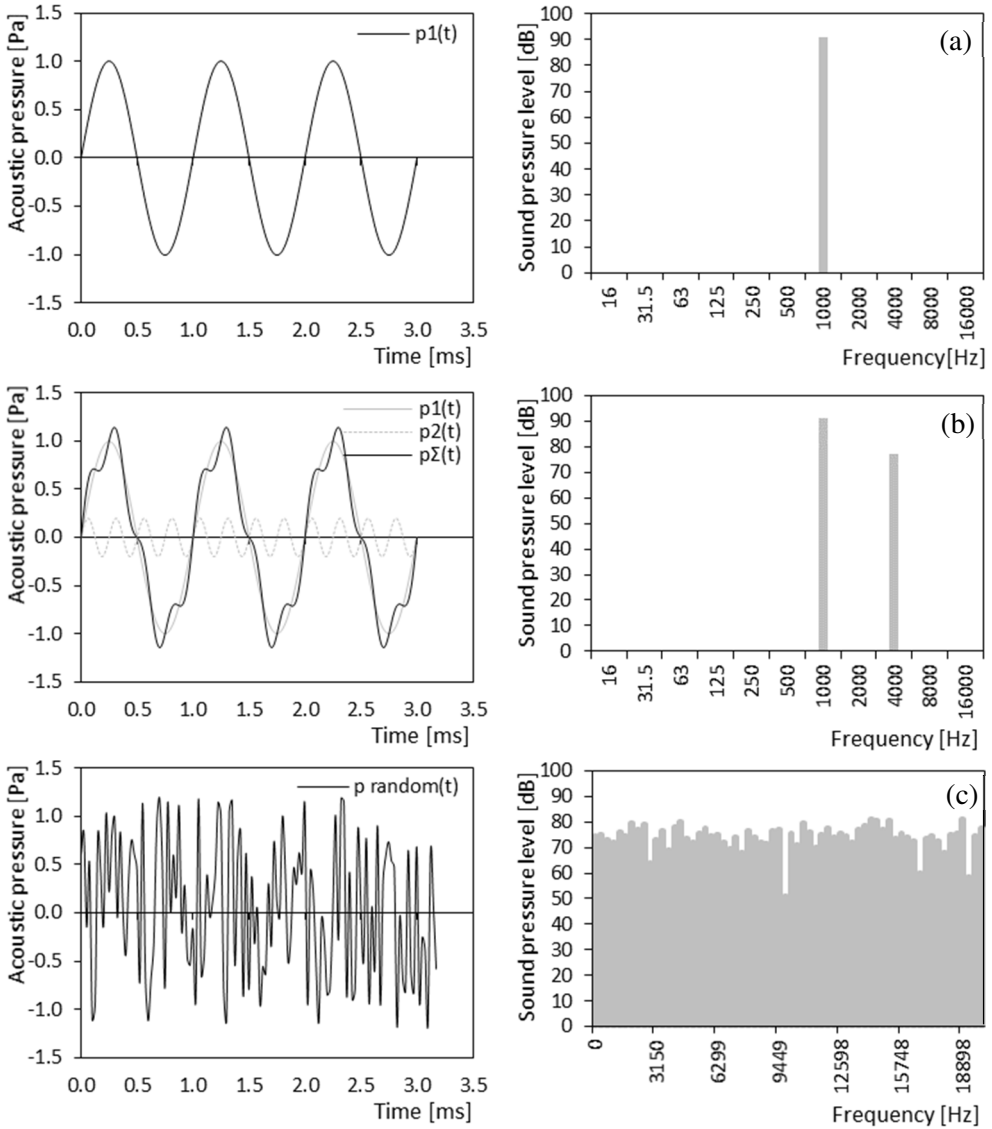 Acoustic pressure [Pa]
1.5
1.0
0.5
0.0
-0.5
-1.0
-1.5
p1(t)
0.0 0.5 1.0 1.5 2.0 2.5 3.0 3.5
Time [ms]
Sound pressure level [dB]
100
90
80
70
60
50
40
30
20
10
0
(a)
16 31.5 63 125 250 500 1000 2000 4000 8000 16000
Frequency[Hz]
Acoustic pressure [Pa]
1.5
1.0
0.5
0.0
-0.5
-1.0
-1.5
p1(t)
p2(t)
pΣ(t)
0.0 0.5 1.0 1.5 2.0 2.5 3.0 3.5
Time [ms]
Sound pressure level [dB]
100
90
80
70
60
50
40
30
20
10
0
(b)
16 31.5 63 125 250 500 1000 2000 4000 8000 16000
Frequency [Hz]
Acoustic pressure [Pa]
1.5
1.0
0.5
0.0
-0.5
-1.0
-1.5
p random(t)
0.0 0.5 1.0 1.5 2.0 2.5 3.0 3.5
Time [ms]
Sound pressure level [dB]
100
90
80
70
60
50
40
30
20
10
0
(c)
0 3150 6299 9449 12598 15748 18898
Frequency [Hz]